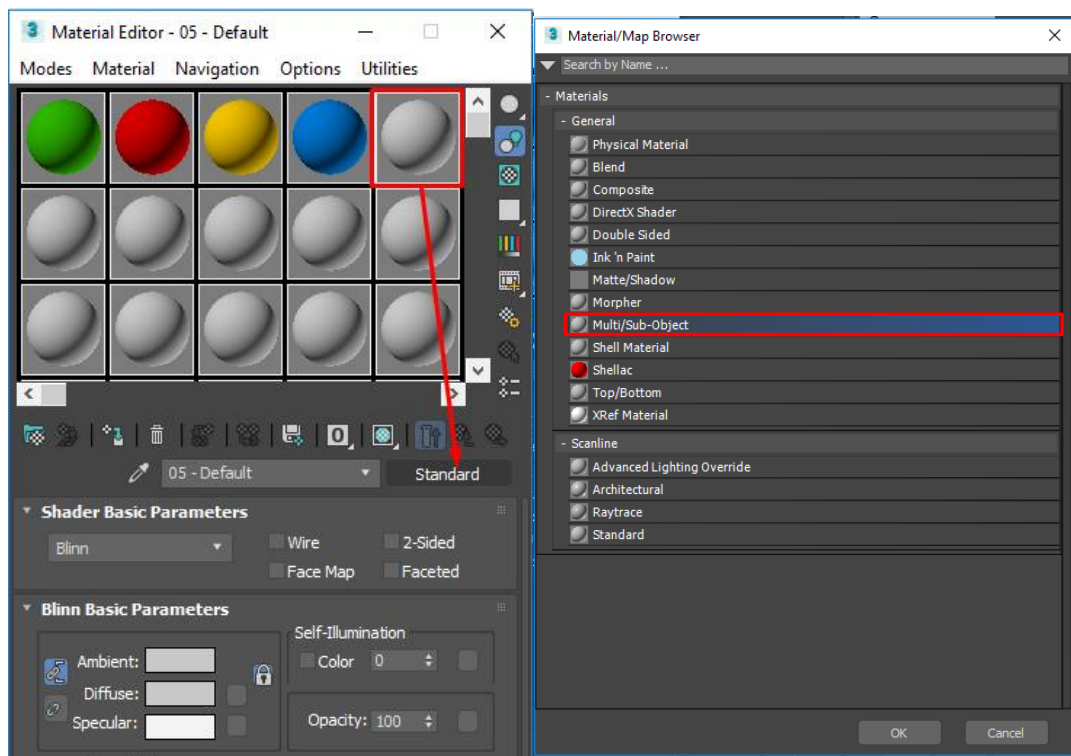 3 Material Editor - 05 - Default
Modes Material Navigation Options Utilities
0
05 - Default Standard
Shader Basic Parameters
Blinn Wire 2-Sided
Face Map Faceted
Blinn Basic Parameters
Self-Illumination
Ambient: Color 0
Diffuse:
Specular: Opacity: 100
3 Material/Map Browser
Search by Name ...
- Materials
- General
Physical Material
Blend
Composite
DirectX Shader
Double Sided
Ink 'n Paint
Matte/Shadow
Morpher
Multi/Sub-Object
Shell Material
Shellac
Top/Bottom
XRef Material
- Scanline
Advanced Lighting Override
Architectural
Raytrace
Standard
OK Cancel